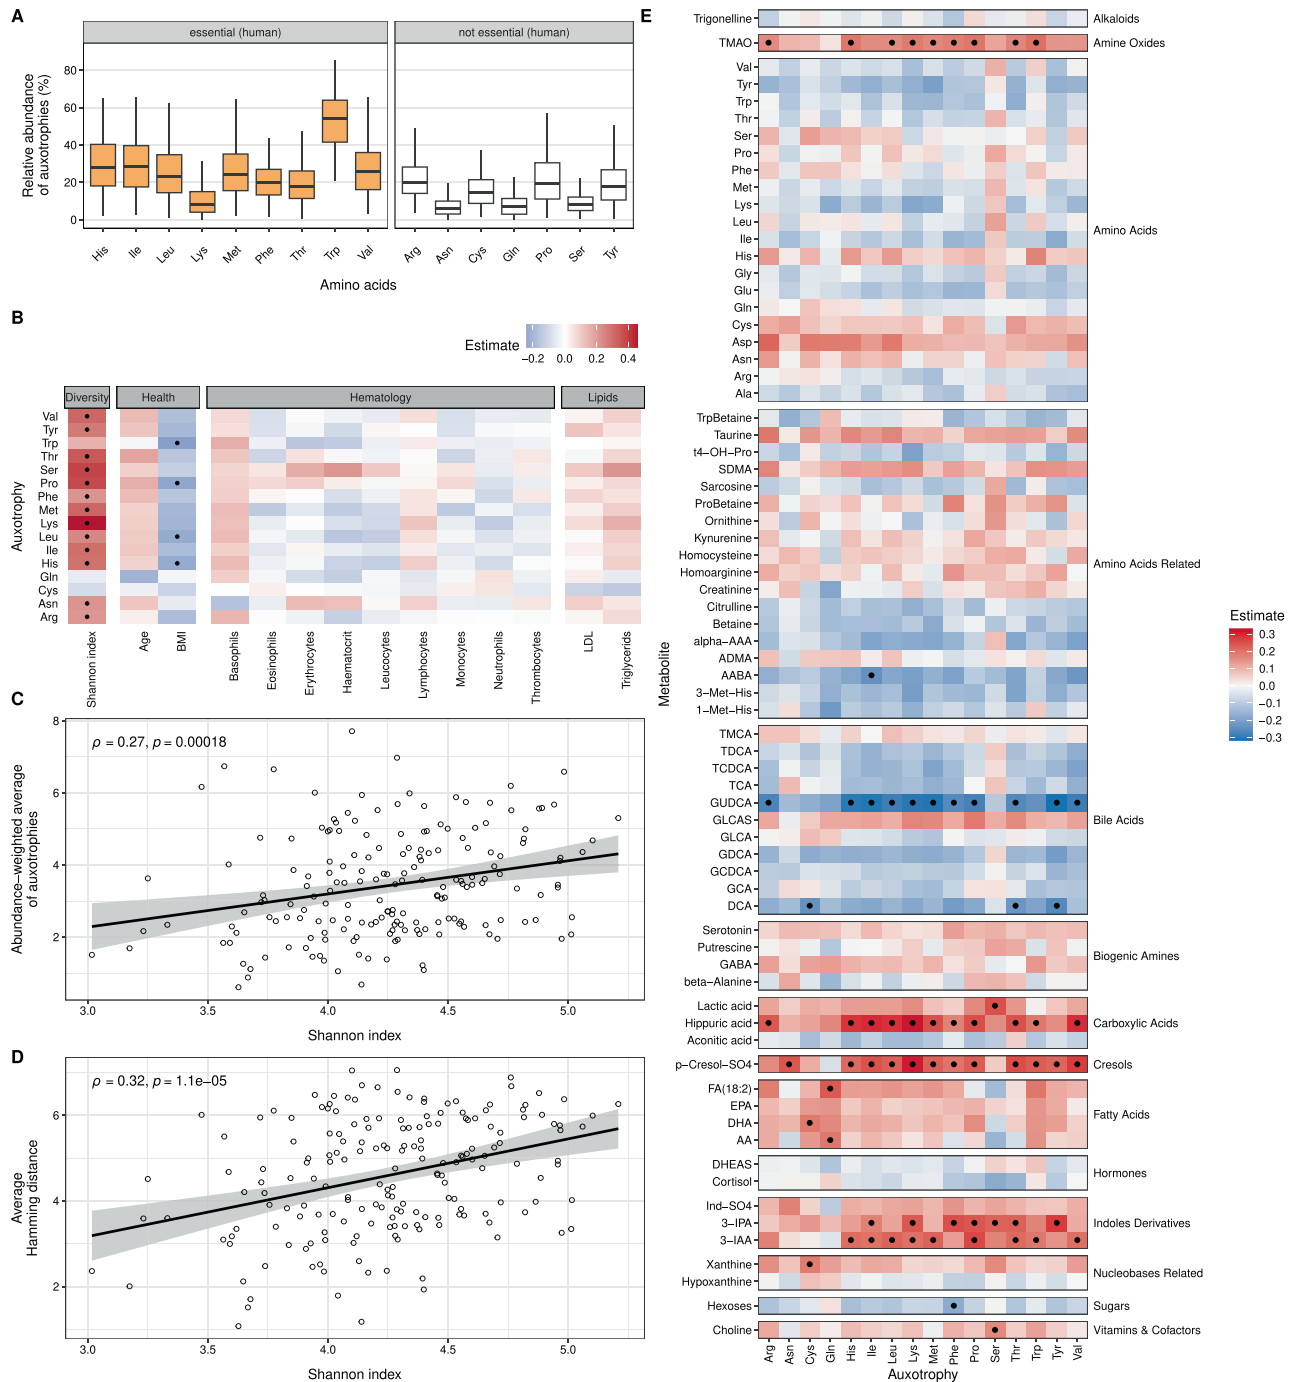 A
essential (human)
not essential (human)
Relative abundance
of auxotrophies (%)
80
60
40
20
0
His Ile Leu Lys Met Phe Thr Trp Val
Arg Asn Cys Gln Pro Ser Tyr
Amino acids
B
Estimate
−0.2 0.0 0.2 0.4
Diversity
Health
Hematology
Lipids
Auxotrophy
Val
Tyr
Trp
Thr
Ser
Pro
Phe
Met
Lys
Leu
Ile
His
Gln
Cys
Asn
Arg
Shannon index
Age
BMI
Basophils
Eosinophils
Erythrocytes
Haematocrit
Leucocytes
Lymphocytes
Monocytes
Neutrophils
Thrombocytes
LDL
Triglycerids
C
ρ = 0.27, p = 0.00018
Abundance−weighted average
of auxotrophies
8
6
4
2
3.0 3.5 4.0 4.5 5.0
Shannon index
D
ρ = 0.32, p = 1.1e−05
Average
Hamming distance
6
4
2
3.0 3.5 4.0 4.5 5.0
Shannon index
E
Metabolite
Trigonelline
Alkaloids
TMAO
Amine Oxides
Val
Tyr
Trp
Thr
Ser
Pro
Phe
Met
Lys
Leu
Ile
His
Gly
Glu
Gln
Cys
Asp
Asn
Arg
Ala
Amino Acids
TrpBetaine
Taurine
t4−OH−Pro
SDMA
Sarcosine
ProBetaine
Ornithine
Kynurenine
Homocysteine
Homoarginine
Creatinine
Citrulline
Betaine
alpha−AAA
ADMA
AABA
3−Met−His
1−Met−His
Amino Acids Related
TMCA
TDCA
TCDCA
TCA
GUDCA
GLCAS
GLCA
GDCA
GCDCA
GCA
DCA
Bile Acids
Serotonin
Putrescine
GABA
beta−Alanine
Biogenic Amines
Lactic acid
Hippuric acid
Aconitic acid
Carboxylic Acids
p−Cresol−SO4
Cresols
FA(18:2)
EPA
DHA
AA
Fatty Acids
DHEAS
Cortisol
Hormones
Ind−SO4
3−IPA
3−IAA
Indoles Derivatives
Xanthine
Hypoxanthine
Nucleobases Related
Hexoses
Sugars
Choline
Vitamins & Cofactors
Arg Asn Cys Gln His Ile Leu Lys Met Phe Pro Ser Thr Trp Tyr Val
Auxotrophy
Estimate
0.3
0.2
0.1
0.0
−0.1
−0.2
−0.3